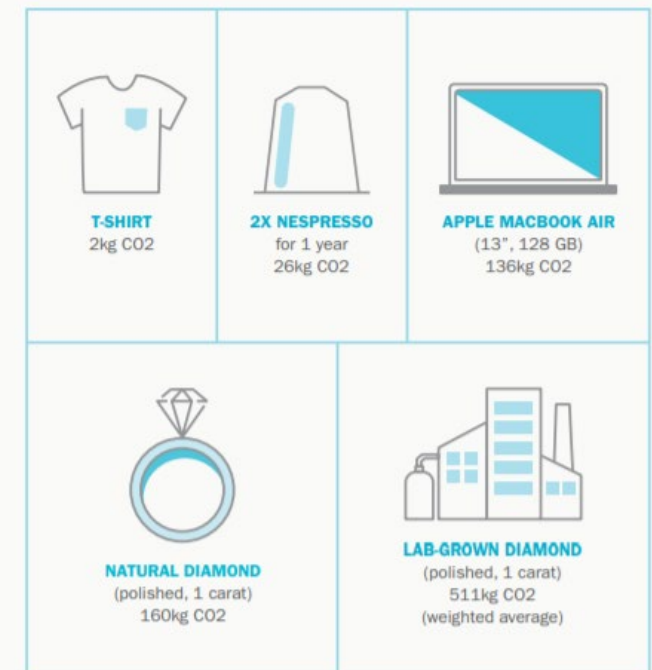 T-SHIRT
2kg CO2
2X NESPRESSO
for 1 year
26kg CO2
APPLE MACBOOK AIR
(13”, 128 GB)
136kg CO2
NATURAL DIAMOND
(polished, 1 carat)
160kg CO2
LAB-GROWN DIAMOND
(polished, 1 carat)
511kg CO2
(weighted average)